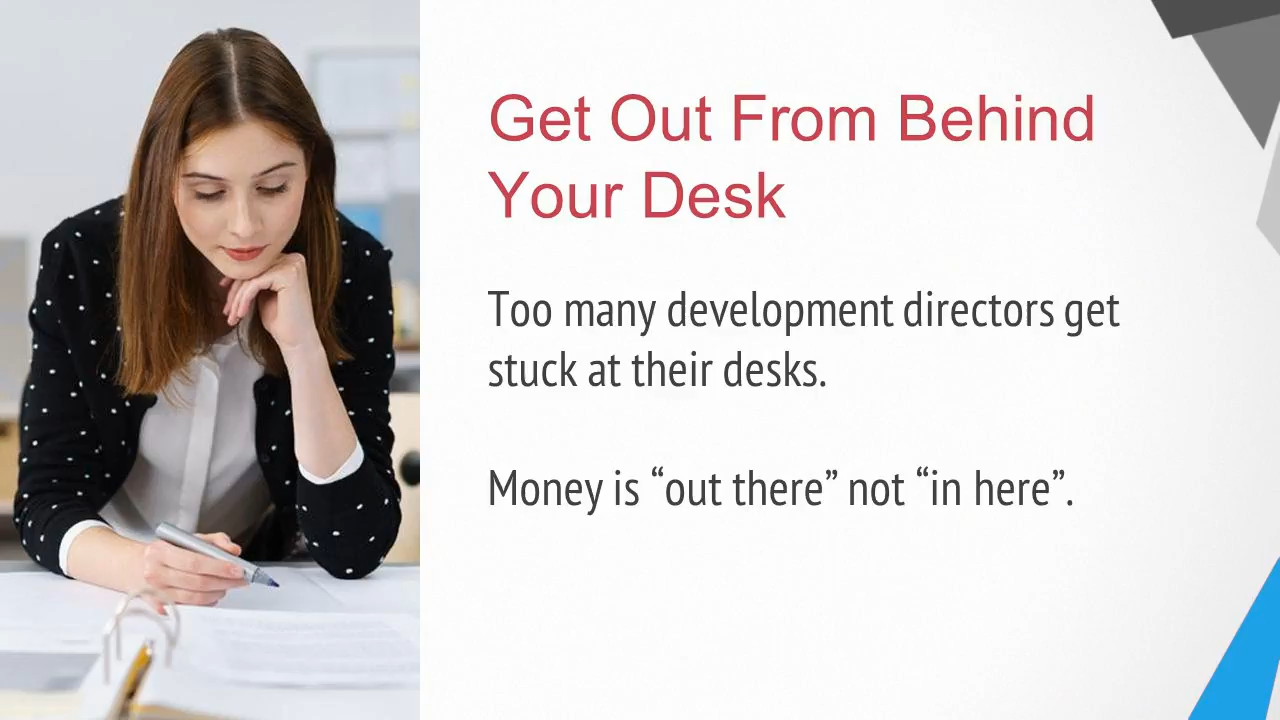 Get Out From Behind
Your Desk
Too many development directors get
stuck at their desks.
Money is “out there” not “in here”.